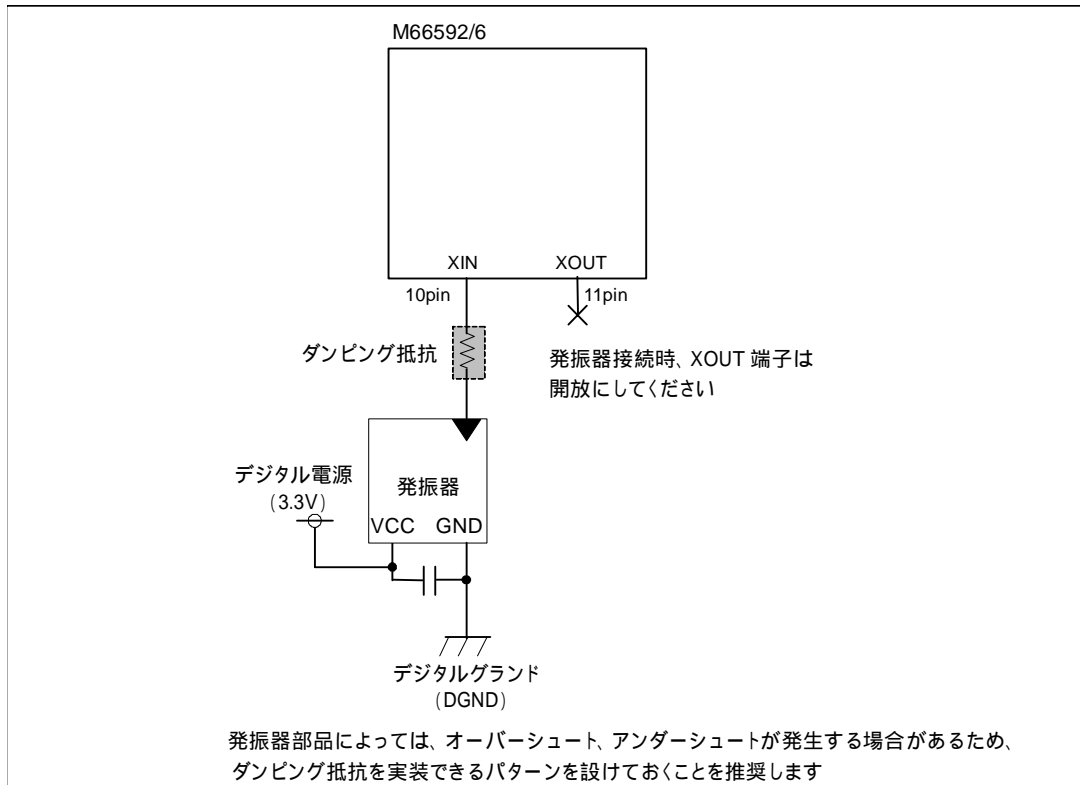 M66592/6
XIN
XOUT
10pin
11pin
ダンピング抵抗
発振器接続時、XOUT 端子は
開放にしてください
デジタル電源
(3.3V)
発振器
VCC
GND
デジタルグランド
(DGND)
発振器部品によっては、オーバーシュート、アンダーシュートが発生する場合があるため、
ダンピング抵抗を実装できるパターンを設けておくことを推奨します